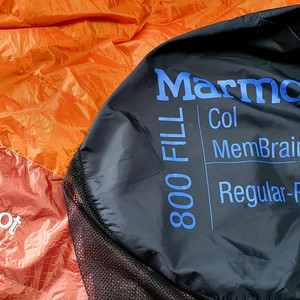 Marmo
800 FILL
Col
MemBrain
Regular-R
ot